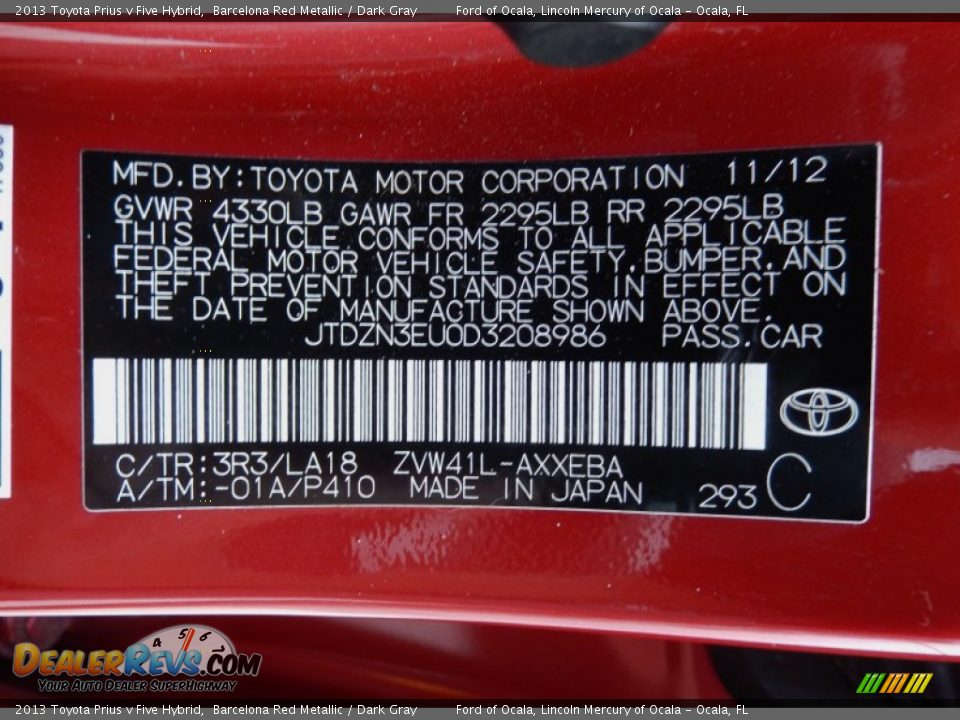 2013 Toyota Prius v Five Hybrid, Barcelona Red Metallic / Dark Gray Ford of Ocala, Lincoln Mercury of Ocala - Ocala, FL
MFD.BY:TOYOTA MOTOR CORPORATION 11/12
GVWR 4330LB GAWR FR 2295LB RR 2295LB
THIS VEHICLE CONFORMS TO ALL APPLICABLE
FEDERAL MOTOR VEHICLE SAFETY,BUMPER,AND
THEFT PREVENTION STANDARDS IN EFFECT ON
THE DATE OF MANUFACTURE SHOWN ABOVE.
JTDZN3EU0D3208986 PASS.CAR
C/TR:3R3/LA18 ZVW41L-AXXEBA
A/TM:-01A/P410 MADE IN JAPAN 293 C
4 5 6
DEALERREVS.COM
YOUR AUTO DEALER SUPERHIGHWAY
2013 Toyota Prius v Five Hybrid, Barcelona Red Metallic / Dark Gray Ford of Ocala, Lincoln Mercury of Ocala - Ocala, FL